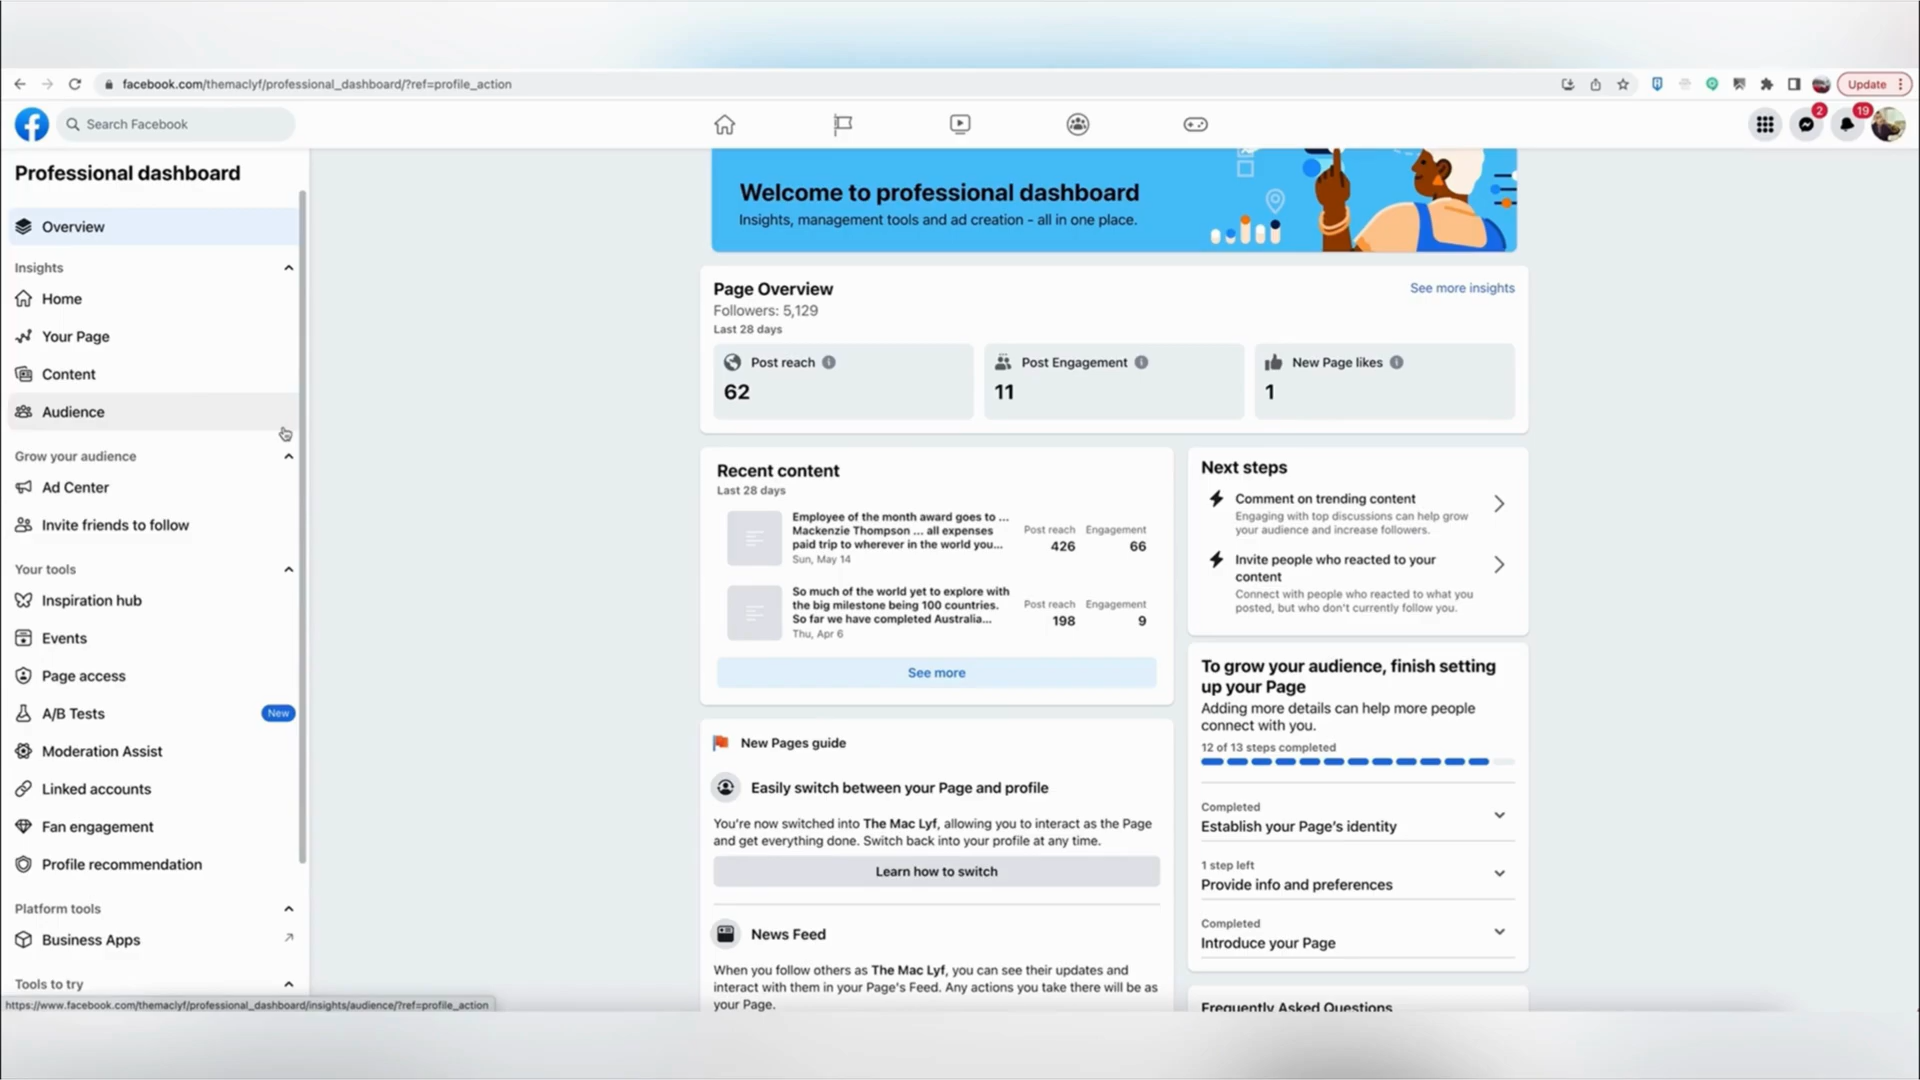 facebook.com/themaclyf/professional_dashboard/?ref=profile_action
Update
Search Facebook
2
19
Professional dashboard
Overview
Insights
Home
Your Page
Content
Audience
Grow your audience
Ad Center
Invite friends to follow
Your tools
Inspiration hub
Events
Page access
A/B Tests
New
Moderation Assist
Linked accounts
Fan engagement
Profile recommendation
Platform tools
Business Apps
Tools to try
https://www.facebook.com/themaclyf/professional_dashboard/insights/audience/?ref=profile_action
Welcome to professional dashboard
Insights, management tools and ad creation - all in one place.
Page Overview
See more insights
Followers: 5,129
Last 28 days
Post reach
62
Post Engagement
11
New Page likes
1
Recent content
Last 28 days
Employee of the month award goes to ...
Mackenzie Thompson ... all expenses
paid trip to wherever in the world you...
Sun, May 14
Post reach Engagement
426 66
So much of the world yet to explore with
the big milestone being 100 countries.
So far we have completed Australia...
Thu, Apr 6
Post reach Engagement
198 9
See more
New Pages guide
Easily switch between your Page and profile
You're now switched into The Mac Lyf, allowing you to interact as the Page
and get everything done. Switch back into your profile at any time.
Learn how to switch
News Feed
When you follow others as The Mac Lyf, you can see their updates and
interact with them in your Page's Feed. Any actions you take there will be as
your Page.
Next steps
Comment on trending content
Engaging with top discussions can help grow
your audience and increase followers.
Invite people who reacted to your
content
Connect with people who reacted to what you
posted, but who don't currently follow you.
To grow your audience, finish setting
up your Page
Adding more details can help more people
connect with you.
12 of 13 steps completed
Completed
Establish your Page's identity
1 step left
Provide info and preferences
Completed
Introduce your Page
Frequently Asked Questions